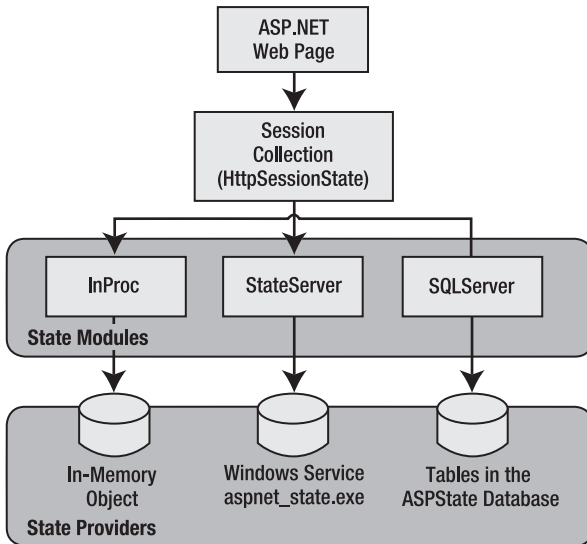 ASP.NET
Web Page
Session
Collection
(HttpSessionState)
InProc
StateServer
SQLServer
State Modules
In-Memory
Object
Windows Service
aspnet_state.exe
Tables in the
ASPState Database
State Providers